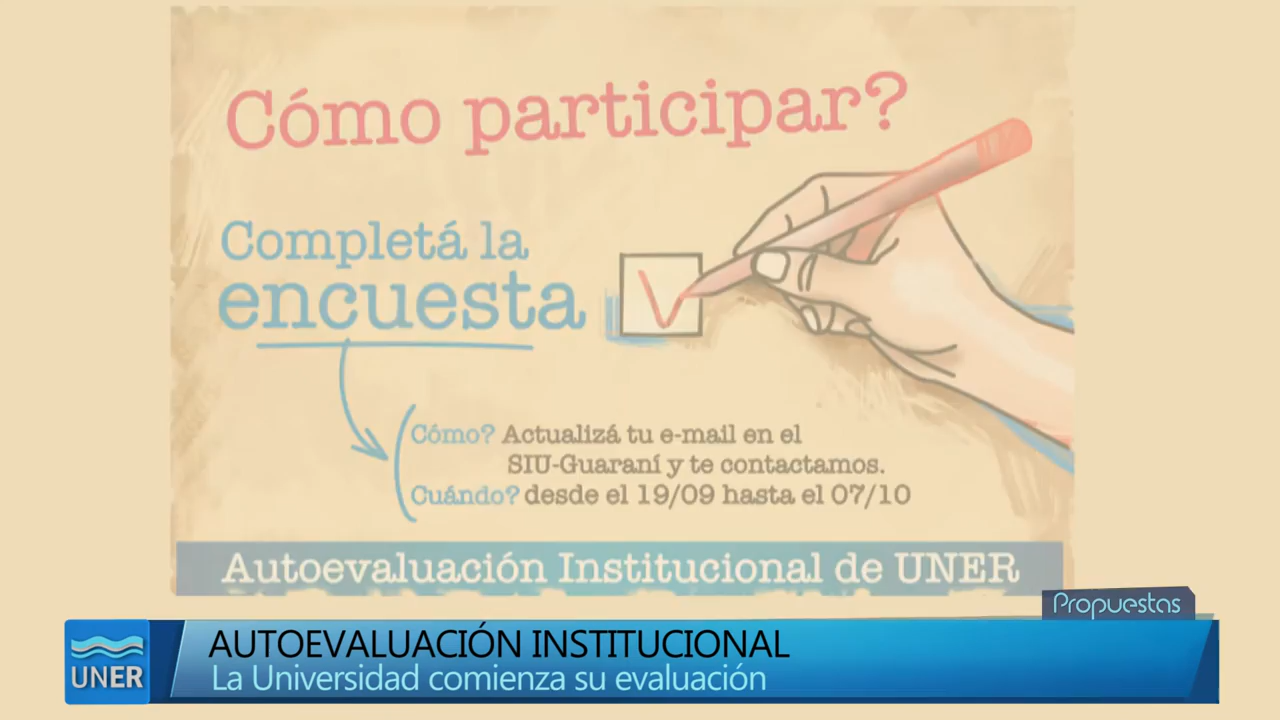 Cómo participar?
Completá la
encuesta
Cómo? Actualizá tu e-mail en el
SIU-Guaraní y te contactamos.
Cuándo? desde el 19/09 hasta el 07/10
Autoevaluación Institucional de UNER
Propuestas
UNER
AUTOEVALUACIÓN INSTITUCIONAL
La Universidad comienza su evaluación